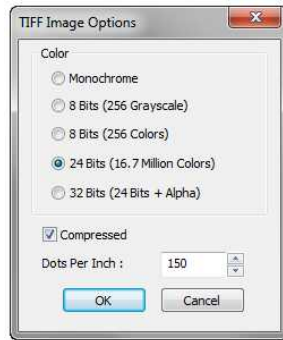 TIFF Image Options
Color
Monochrome
8 Bits (256 Grayscale)
8 Bits (256 Colors)
24 Bits (16.7 Million Colors)
32 Bits (24 Bits + Alpha)
Compressed
Dots Per Inch : 150
OK Cancel